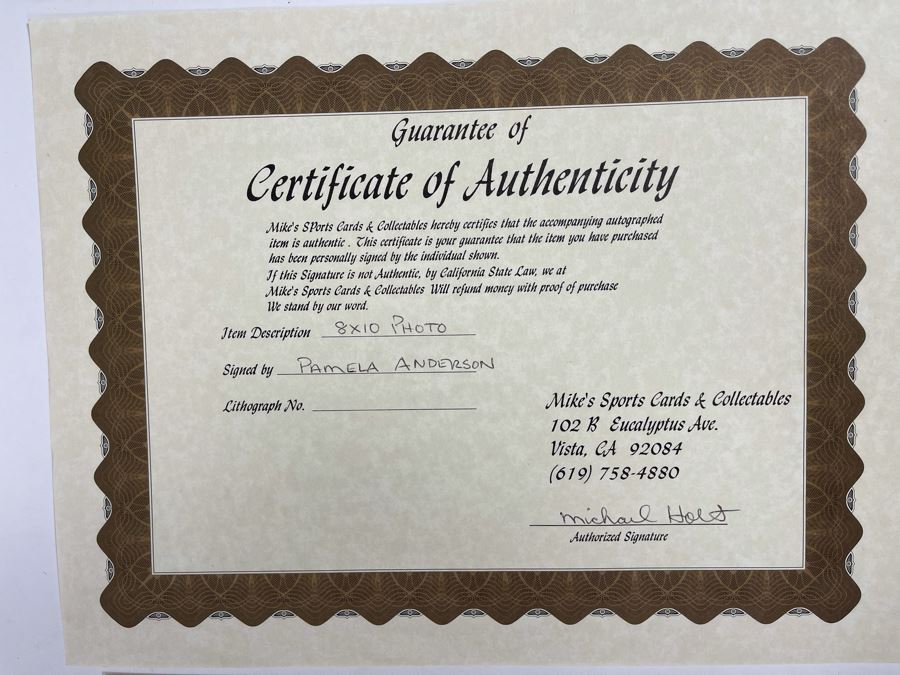 Guarantee of
Certificate of Authenticity
Mike's SPorts Cards & Collectables hereby certifies that the accompanying autographed
item is authentic . This certificate is your guarantee that the item you have purchased
has been personally signed by the individual shown.
If this Signature is not Authentic, by California State Law, we at
Mike's Sports Cards & Collectables Will refund money with proof of purchase
We stand by our word.
Item Description 8X10 PHOTO
Signed by PAMELA ANDERSON
Lithograph No.
Mike's Sports Cards & Collectables
102 B Eucalyptus Ave.
Vista, CA 92084
(619) 758-4880
Michael Holst
Authorized Signature